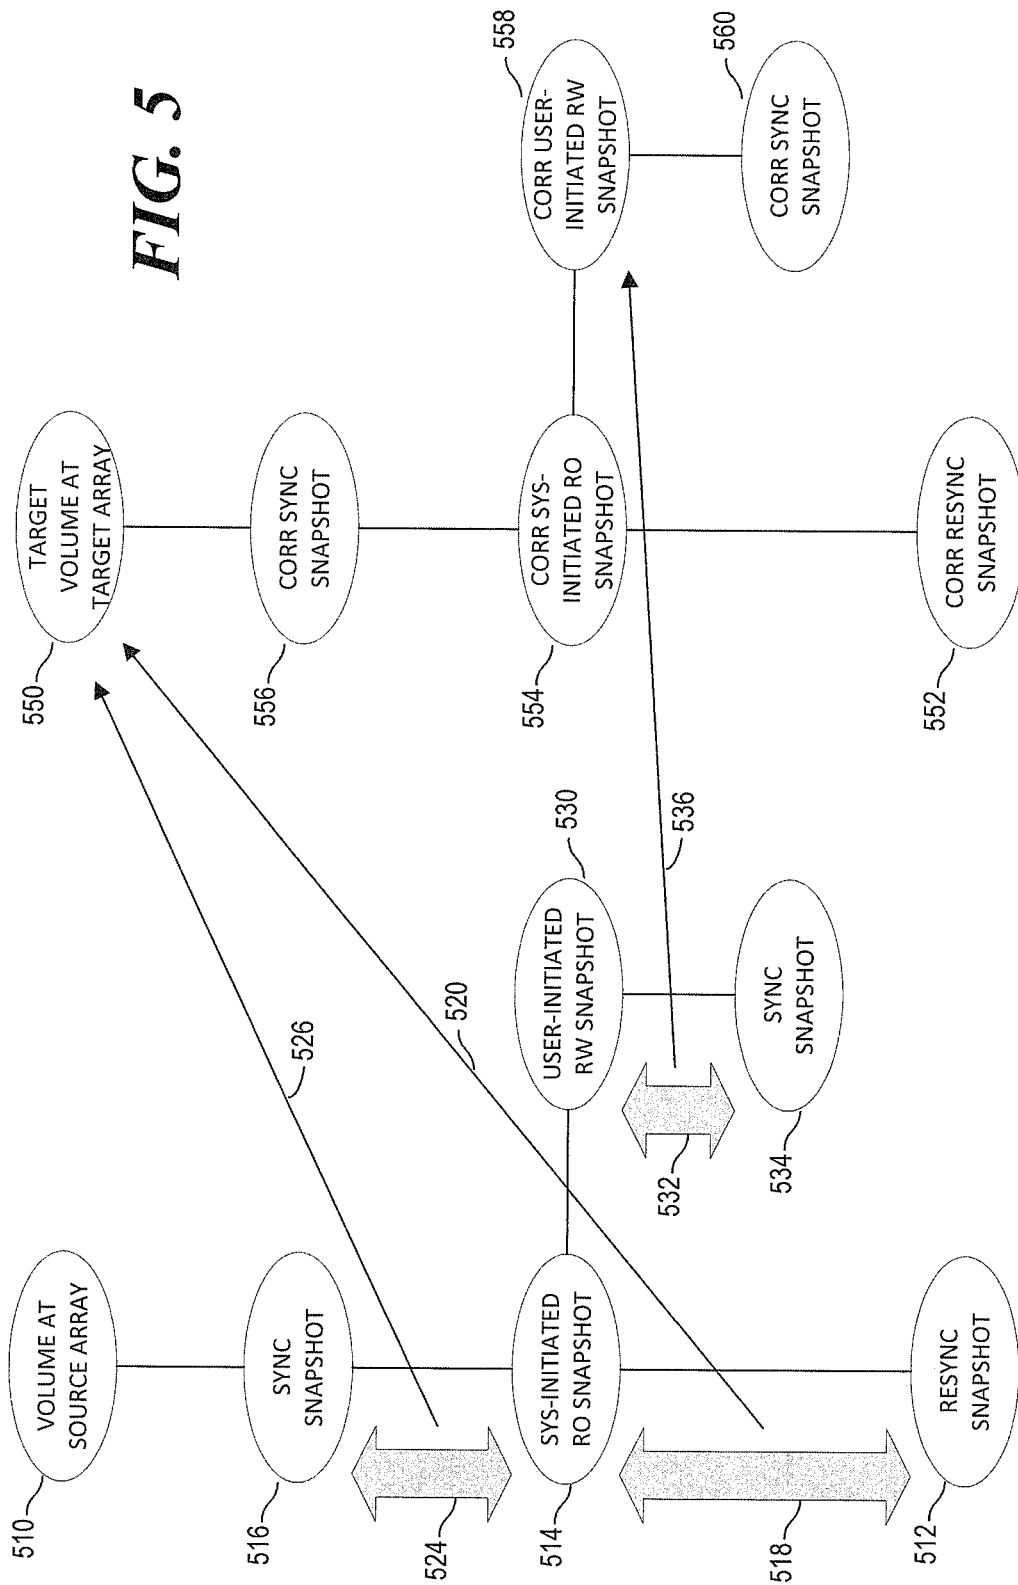 FIG. 5
510
VOLUME AT
SOURCE ARRAY
516
SYNC
SNAPSHOT
524
526
514
SYS-INITIATED
RO SNAPSHOT
518
520
512
RESYNC
SNAPSHOT
530
USER-INITIATED
RW SNAPSHOT
532
536
534
SYNC
SNAPSHOT
550
TARGET
VOLUME AT
TARGET ARRAY
556
CORR SYNC
SNAPSHOT
554
CORR SYS-
INITIATED RO
SNAPSHOT
552
CORR RESYNC
SNAPSHOT
558
CORR USER-
INITIATED RW
SNAPSHOT
560
CORR SYNC
SNAPSHOT